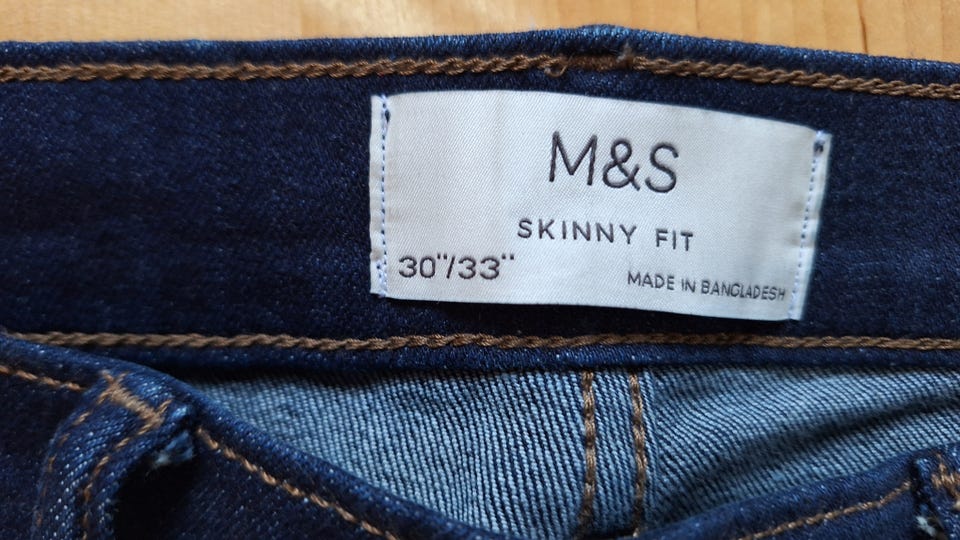 M&S
SKINNY FIT
30"/33"
MADE IN BANGLADESH